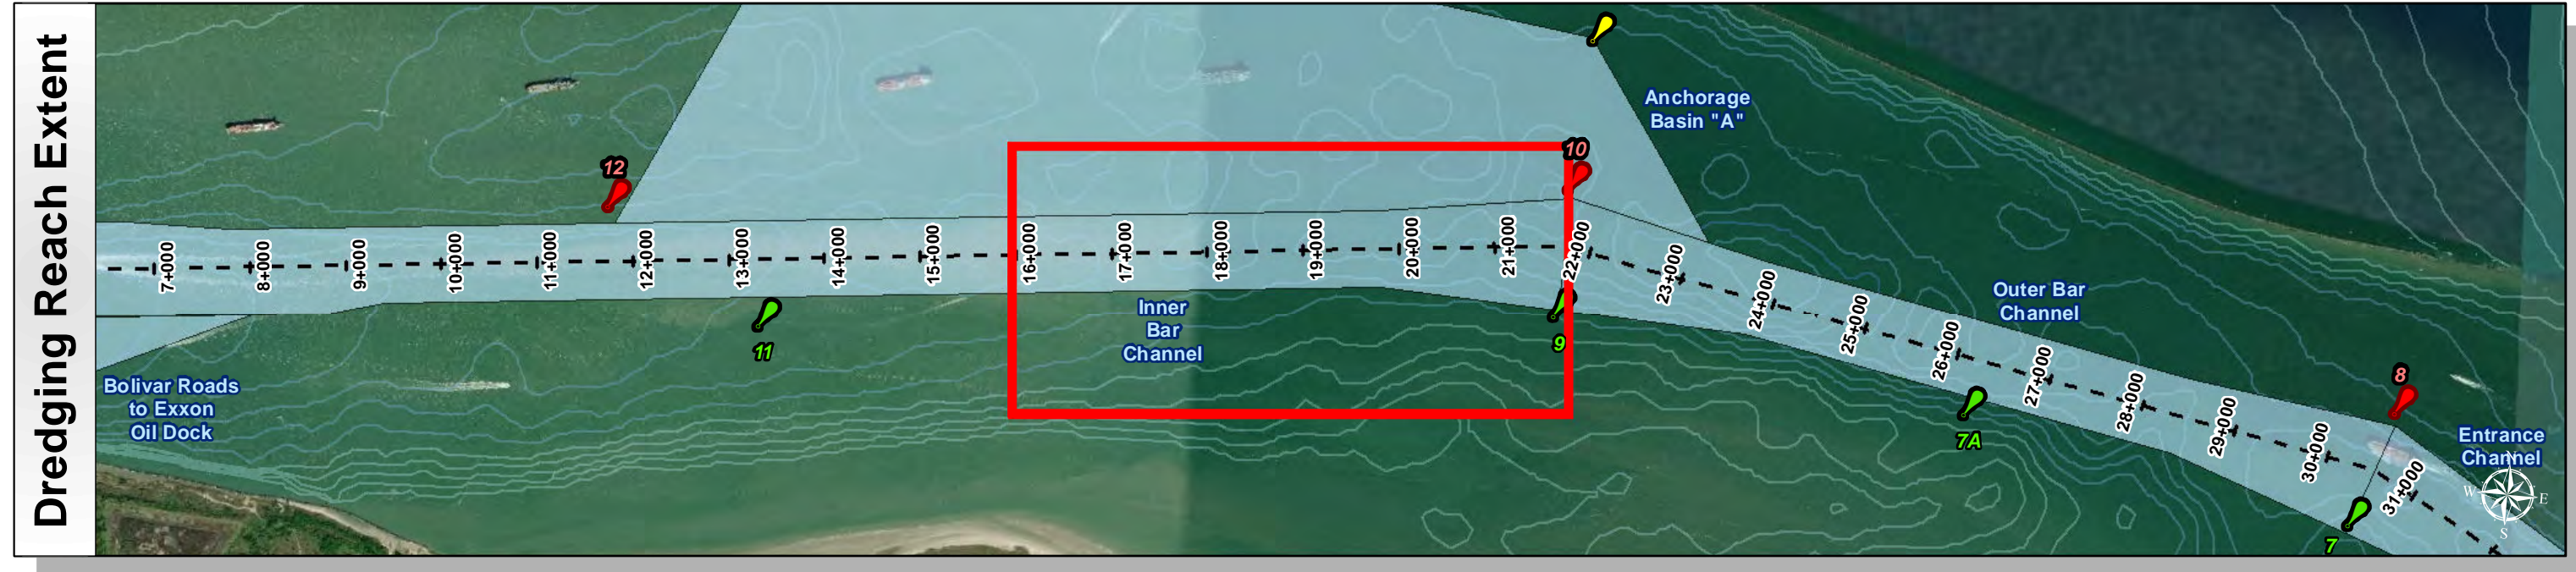 Dredging Reach Extent
Anchorage
Basin "A"
12
10
7+000
8+000
9+000
10+000
11+000
12+000
13+000
14+000
15+000
16+000
17+000
18+000
19+000
20+000
21+000
22+000
23+000
24+000
25+000
26+000
27+000
28+000
29+000
30+000
31+000
Outer Bar
Channel
Inner
Bar
Channel
11
9
Bolivar Roads
to Exxon
Oil Dock
8
7A
Entrance
Channel
7
N
W
E
S